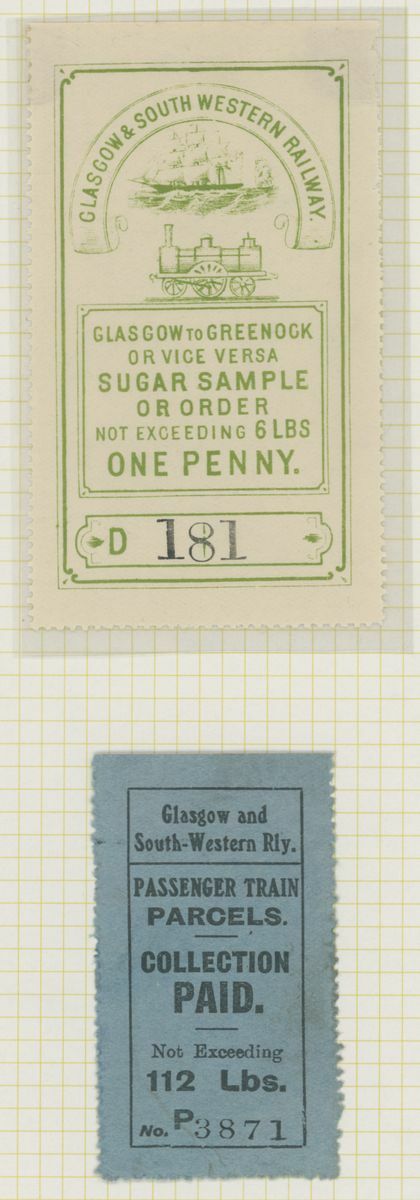 GLASGOW & SOUTH WESTERN RAILWAY.
GLASGOW TO GREENOCK
OR VICE VERSA
SUGAR SAMPLE
OR ORDER
NOT EXCEEDING 6 LBS
ONE PENNY.
D 181
Glasgow and
South-Western Rly.
PASSENGER TRAIN
PARCELS.
COLLECTION
PAID.
Not Exceeding
112 Lbs.
No. P3871